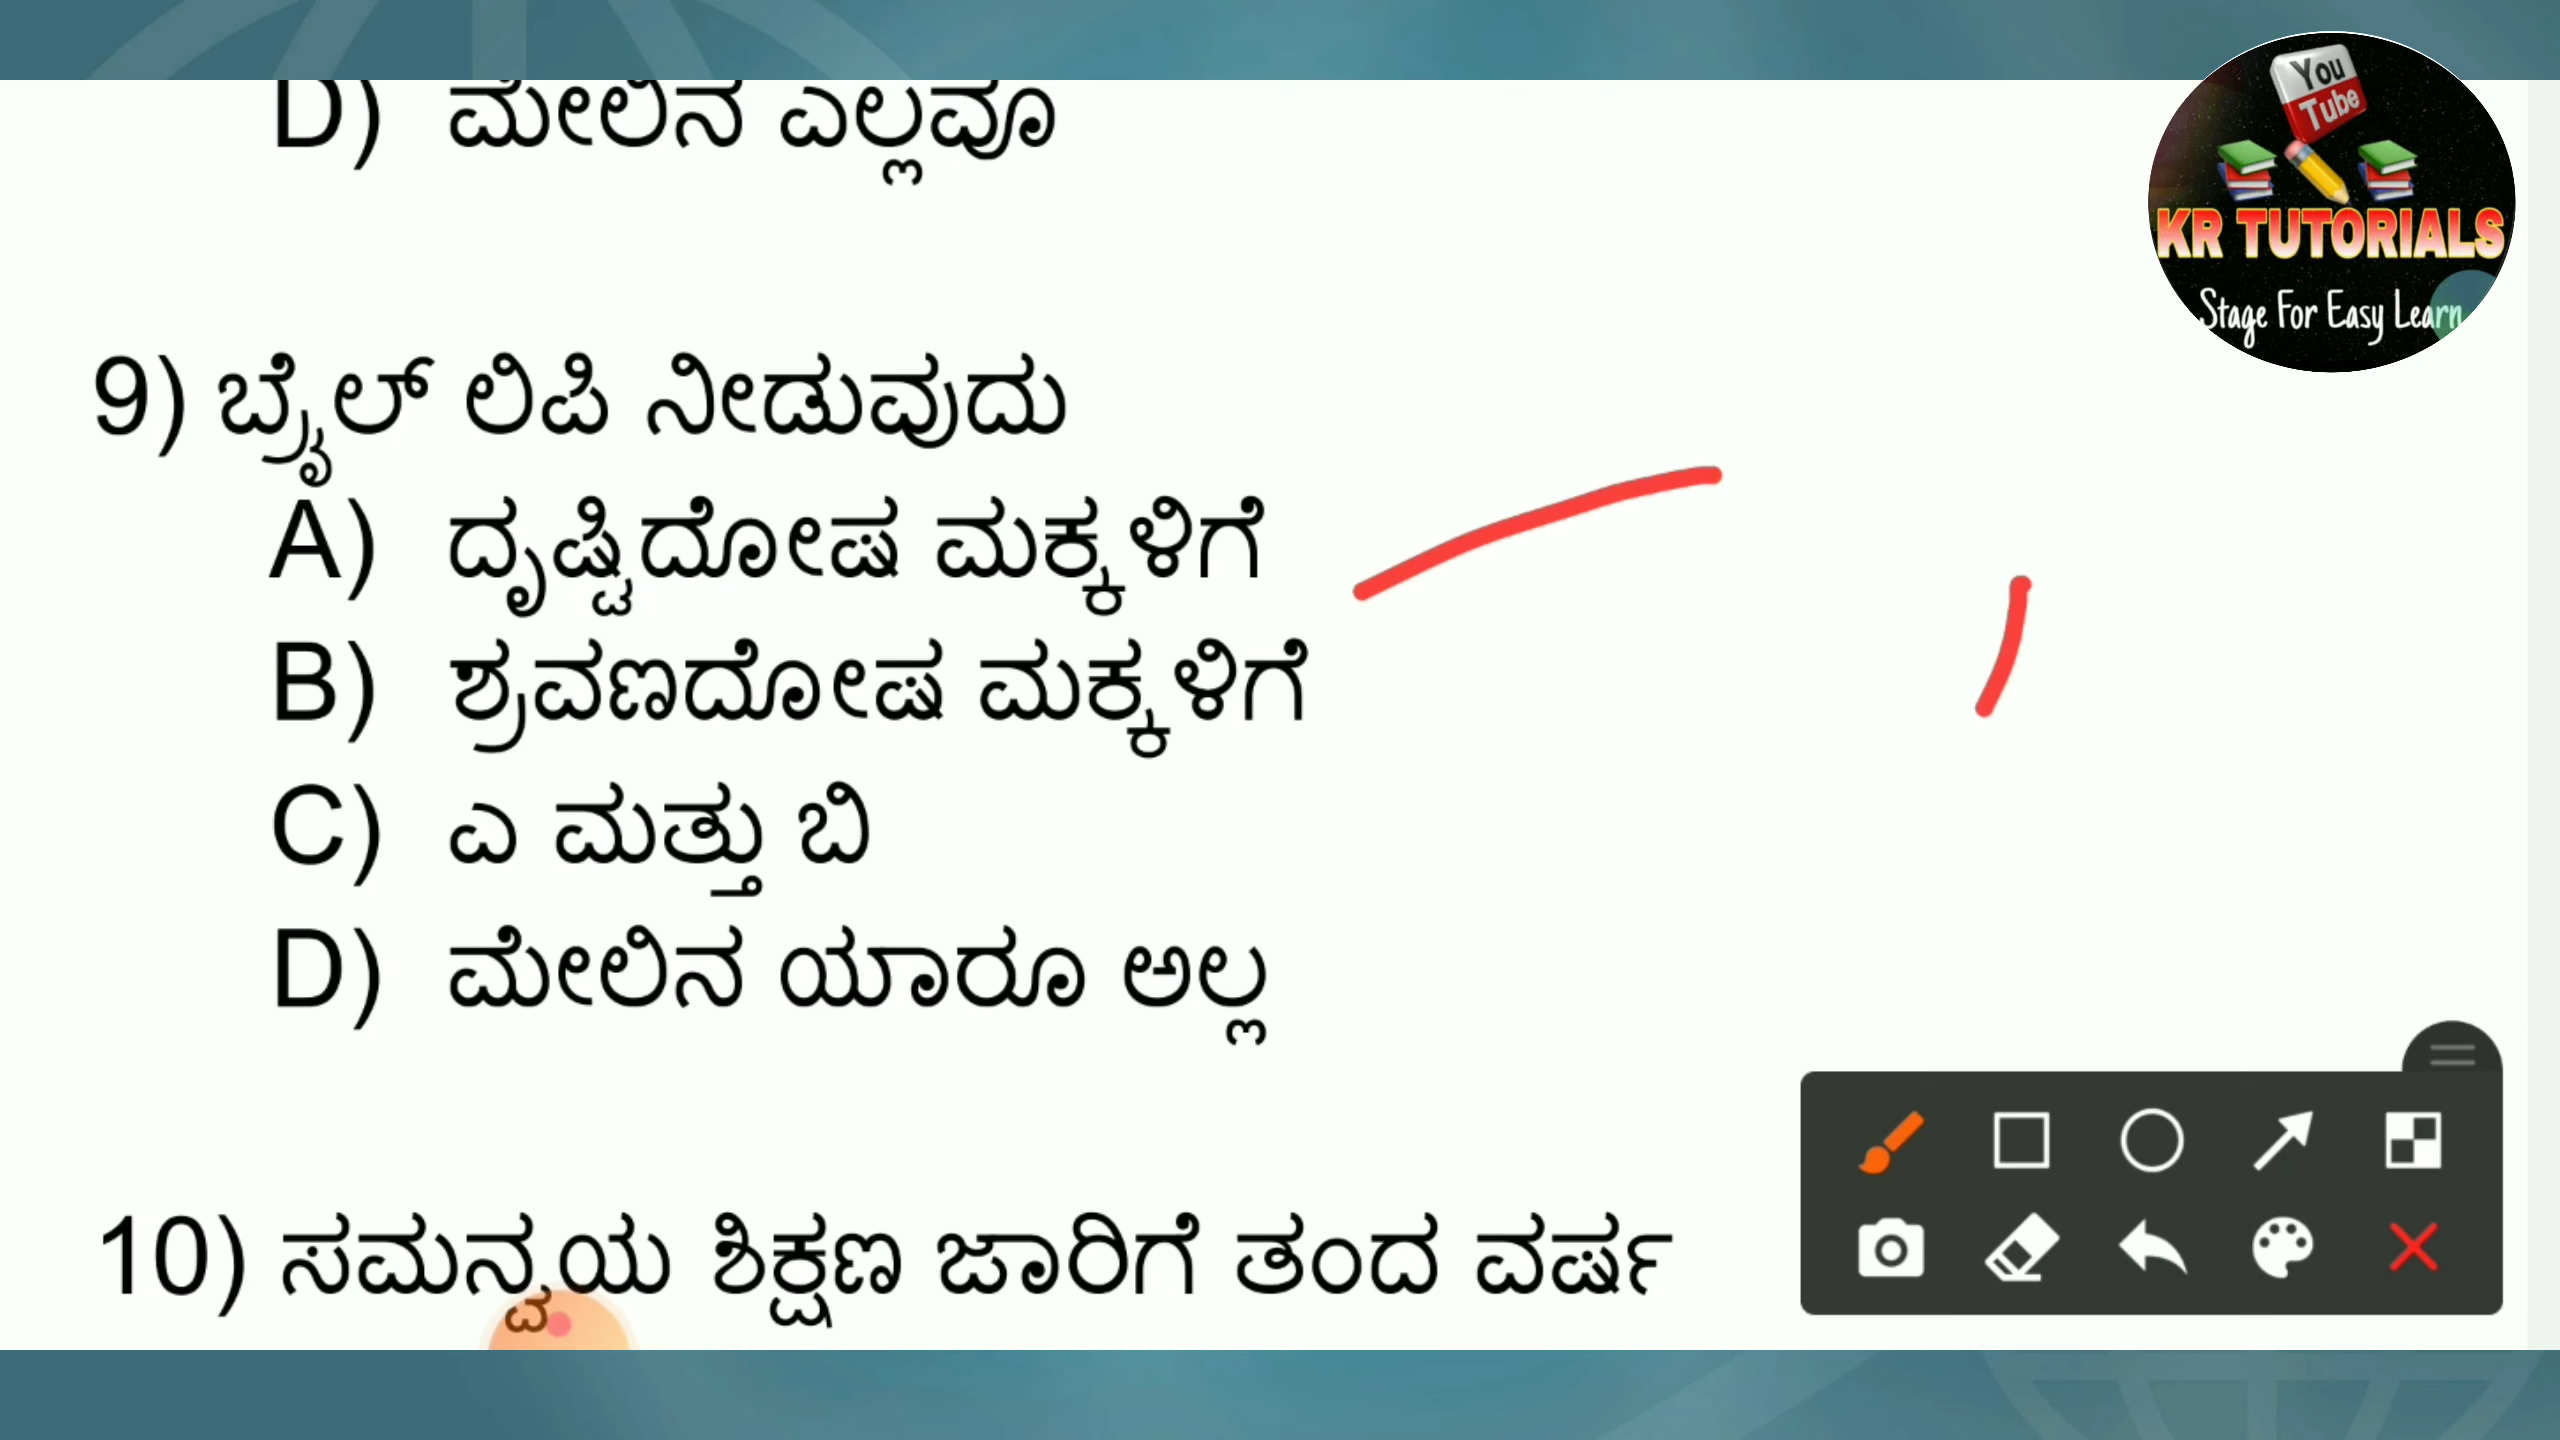 D) ಮೇಲಿನ ಎಲ್ಲವೂ
You
Tube
KR TUTORIALS
Stage For Easy Learn
9) ಬ್ರೈಲ್ ಲಿಪಿ ನೀಡುವುದು
A) ದೃಷ್ಟಿದೋಷ ಮಕ್ಕಳಿಗೆ
B) ಶ್ರವಣದೋಷ ಮಕ್ಕಳಿಗೆ
C) ಎ ಮತ್ತು ಬಿ
D) ಮೇಲಿನ ಯಾರೂ ಅಲ್ಲ
10) ಸಮನ್ವಯ ಶಿಕ್ಷಣ ಜಾರಿಗೆ ತಂದ ವರ್ಷ